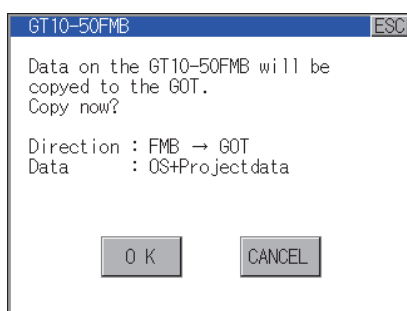 GT10-50FMB ESC
Data on the GT10-50FMB will be
copyed to the GOT.
Copy now?
Direction : FMB → GOT
Data : OS+Projectdata
O K CANCEL